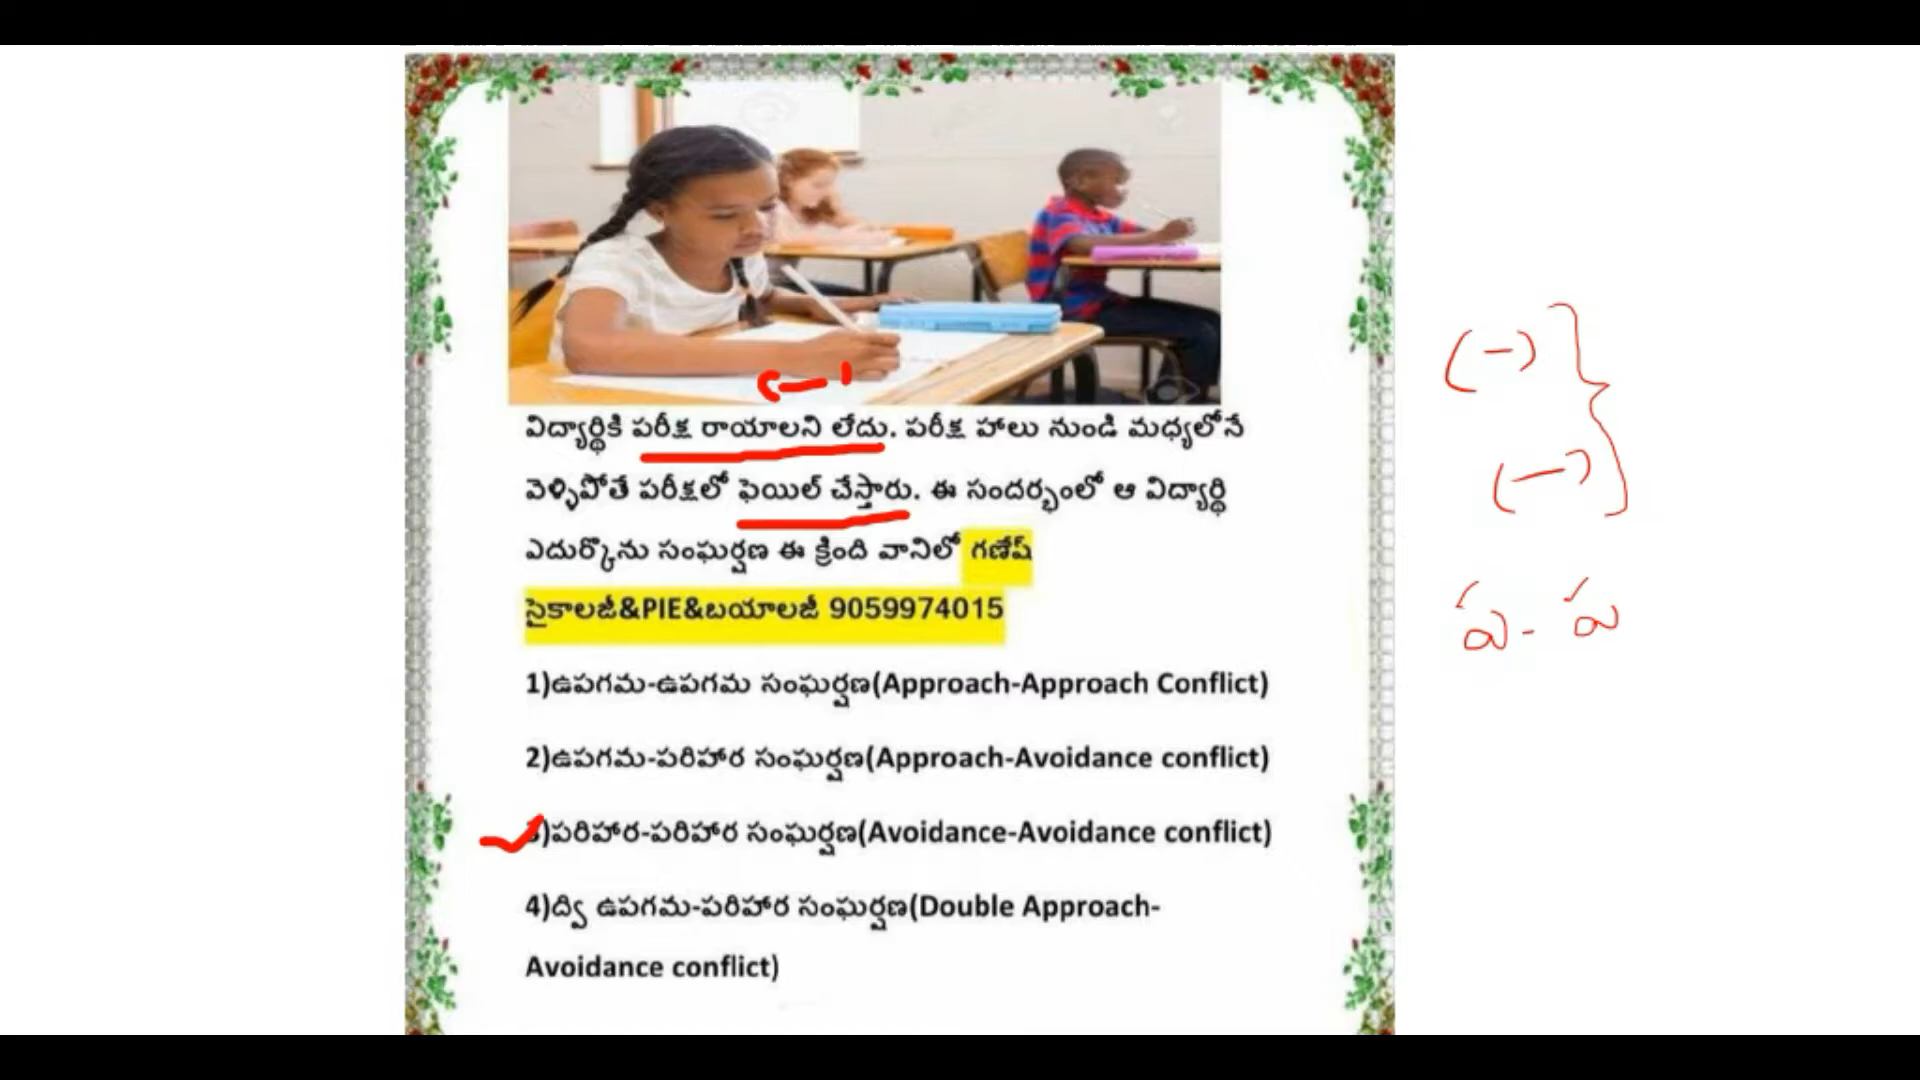 విద్యార్థికి పరీక్ష రాయాలని లేదు. పరీక్ష హాలు నుండి మధ్యలోనే
వెళ్ళిపోతే పరీక్షలో ఫెయిల్ చేస్తారు. ఈ సందర్భంలో ఆ విద్యార్థి
ఎదుర్కొను సంఘర్షణ ఈ క్రింది వానిలో గణేష్
సైకాలజీ&PIE&బయాలజీ 9059974015
1)ఉపగమ-ఉపగమ సంఘర్షణ(Approach-Approach Conflict)
2)ఉపగమ-పరిహార సంఘర్షణ(Approach-Avoidance conflict)
3)పరిహార-పరిహార సంఘర్షణ(Avoidance-Avoidance conflict)
4)ద్వి ఉపగమ-పరిహార సంఘర్షణ(Double Approach-
Avoidance conflict)
(-)
(-)
ప - ప